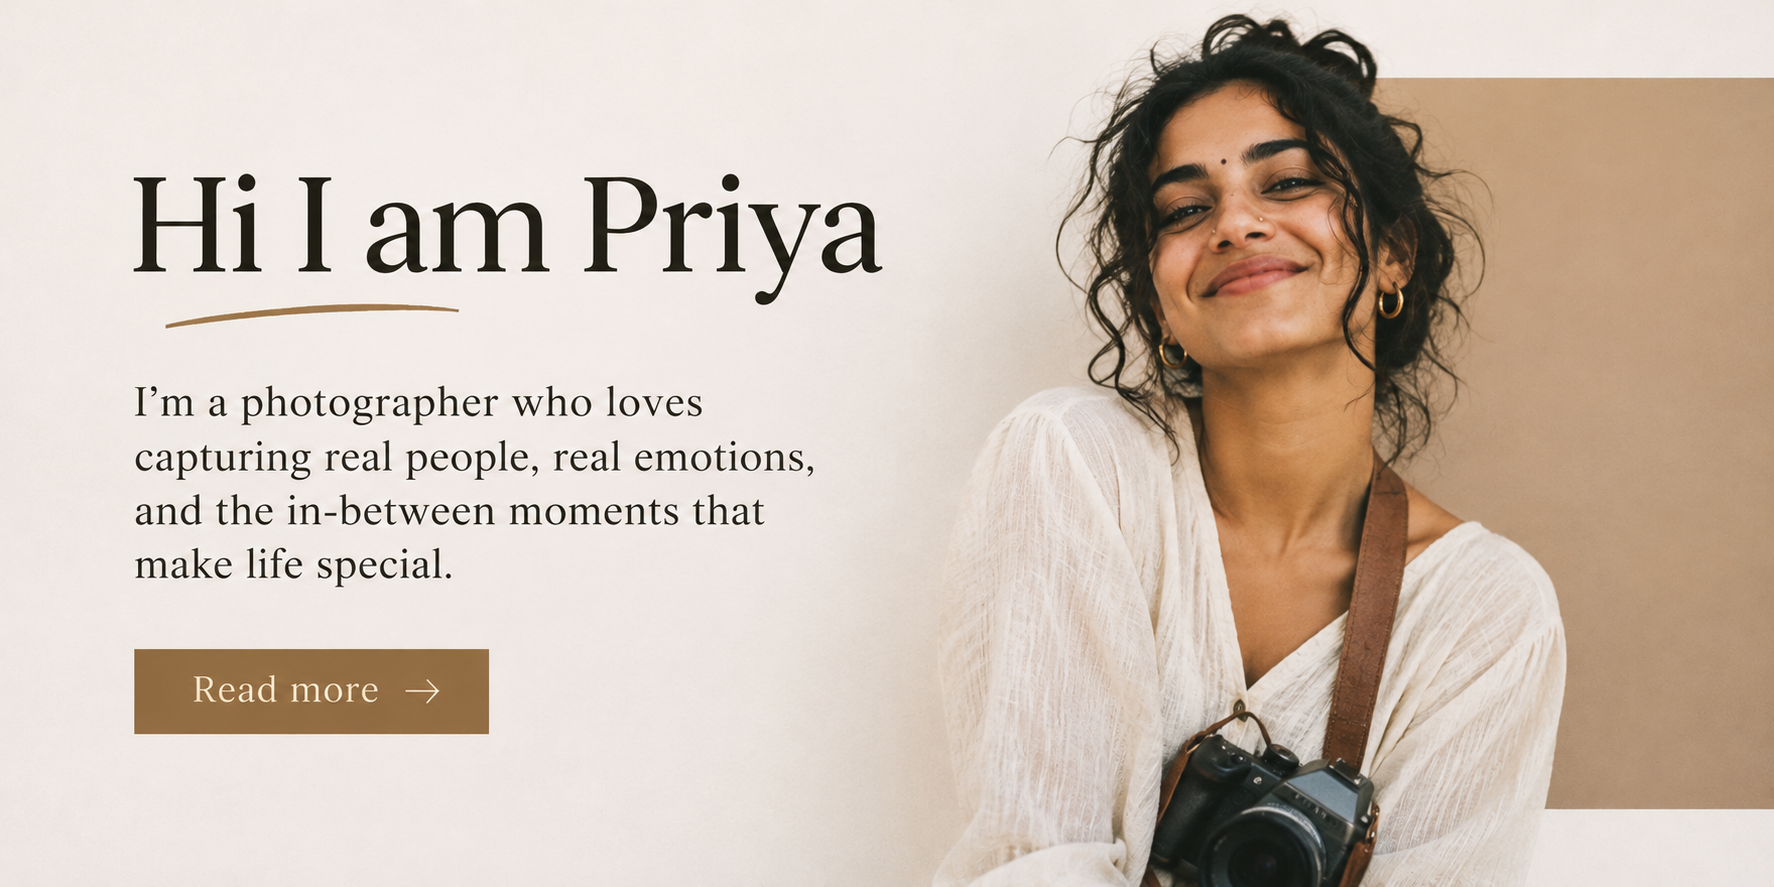 Hi I am Priya
I’m a photographer who loves
capturing real people, real emotions,
and the in-between moments that
make life special.
Read more →